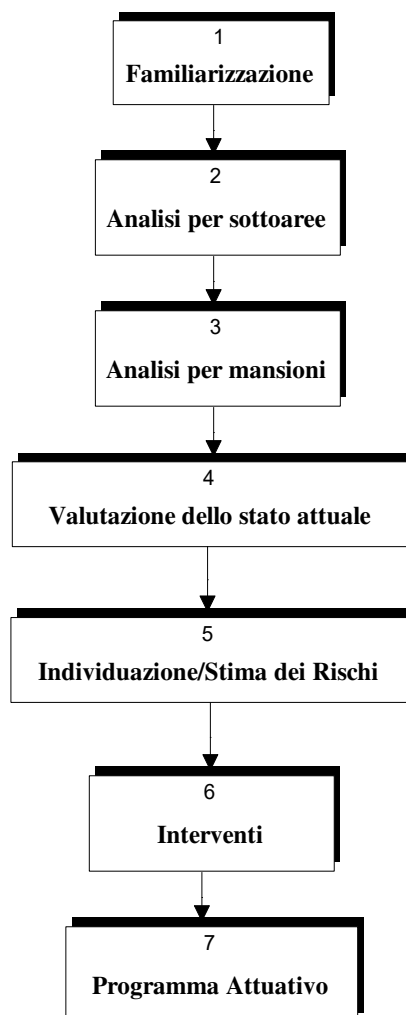 1
Familiarizzazione
2
Analisi per sottoaree
3
Analisi per mansioni
4
Valutazione dello stato attuale
5
Individuazione/Stima dei Rischi
6
Interventi
7
Programma Attuativo